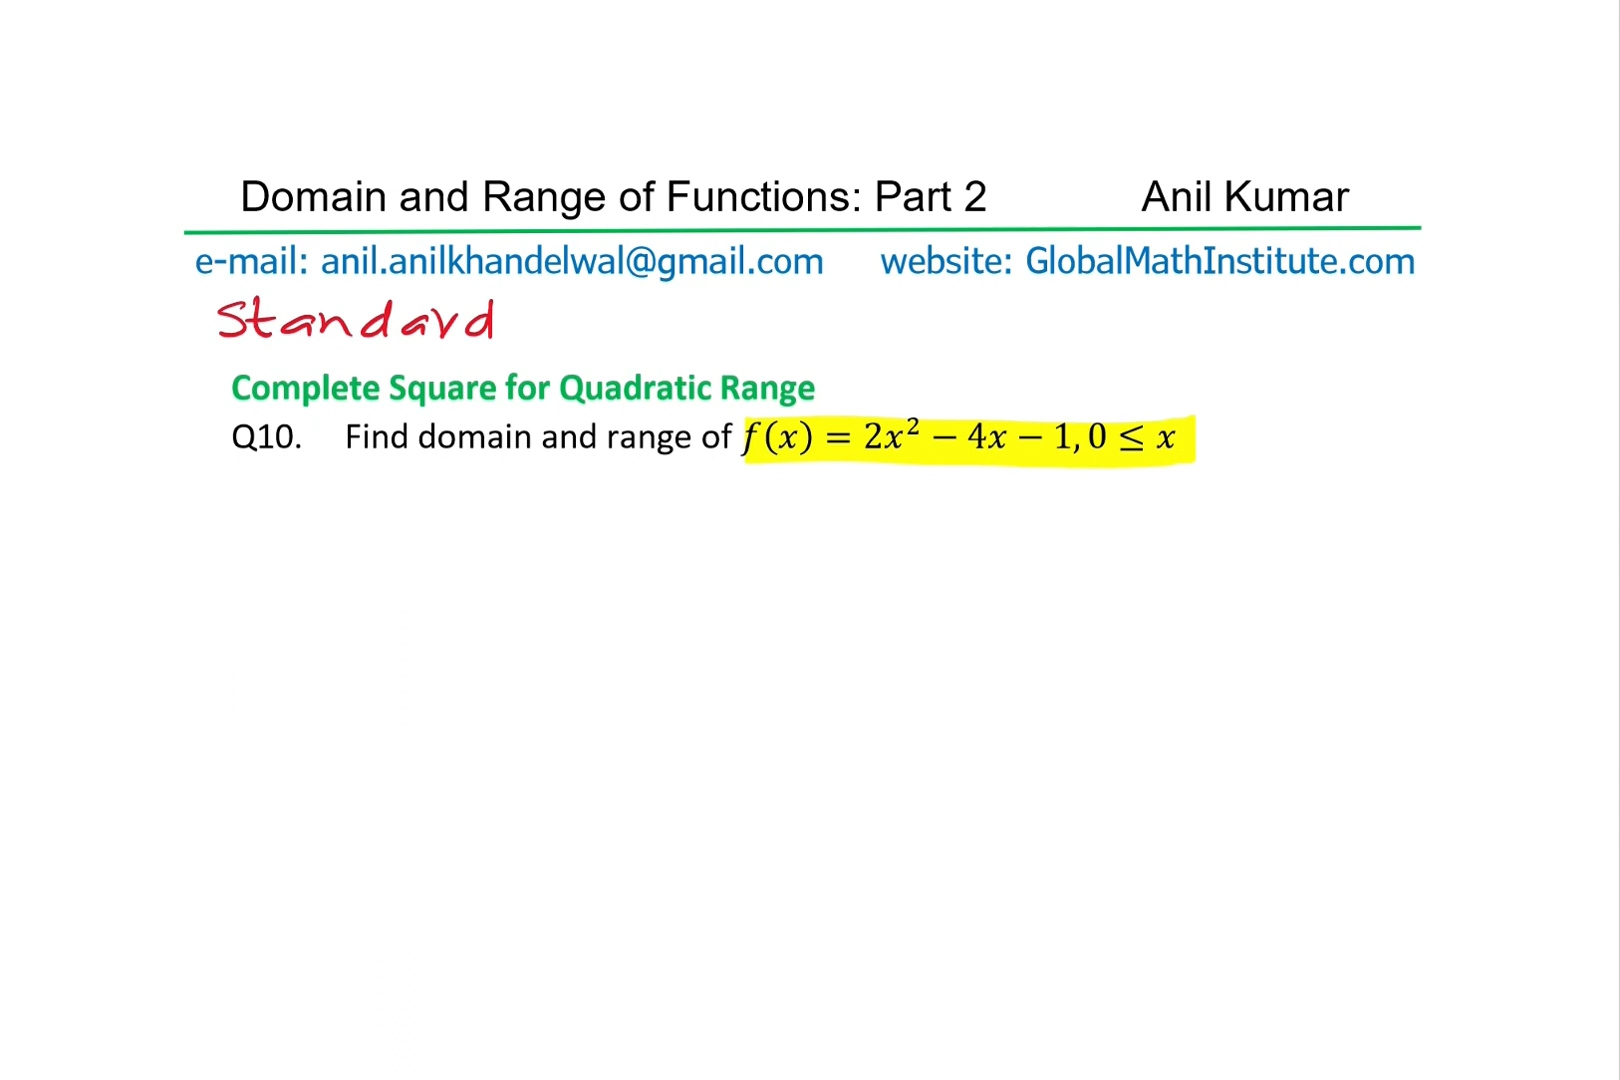 Domain and Range of Functions: Part 2 Anil Kumar
e-mail: anil.anilkhandelwal@gmail.com website: GlobalMathInstitute.com
Standard
Complete Square for Quadratic Range
Q10. Find domain and range of f(x) = 2x² − 4x − 1, 0 ≤ x